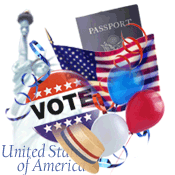 PASSPORT
VOTE
United States
of America